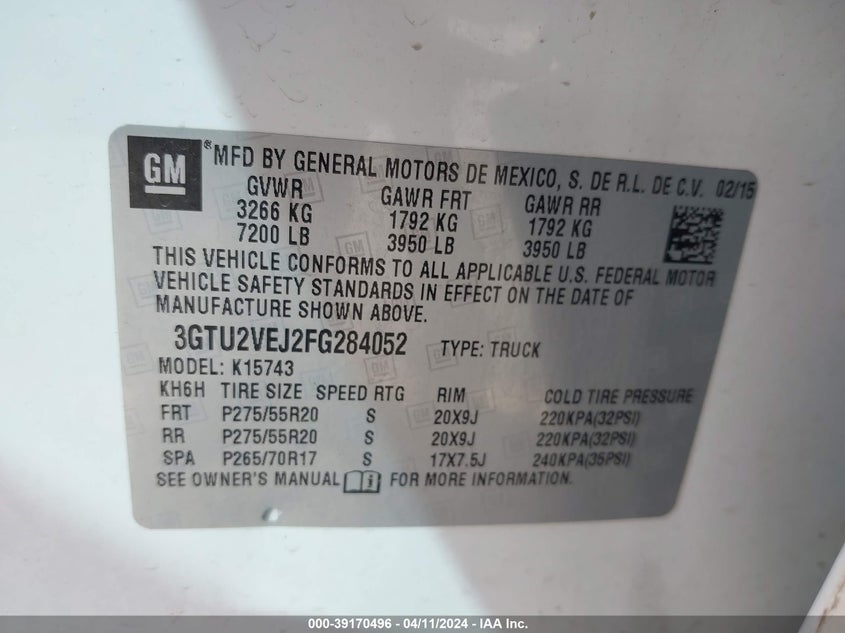 GM ® MFD BY GENERAL MOTORS DE MEXICO, S. DE R.L. DE C.V. 02/15
GVWR GAWR FRT GAWR RR
3266 KG 1792 KG 1792 KG
7200 LB 3950 LB 3950 LB
THIS VEHICLE CONFORMS TO ALL APPLICABLE U.S. FEDERAL MOTOR
VEHICLE SAFETY STANDARDS IN EFFECT ON THE DATE OF
MANUFACTURE SHOWN ABOVE.
3GTU2VEJ2FG284052 TYPE: TRUCK
MODEL: K15743
KH6H TIRE SIZE SPEED RTG RIM COLD TIRE PRESSURE
FRT P275/55R20 S 20X9J 220KPA(32PSI)
RR P275/55R20 S 20X9J 220KPA(32PSI)
SPA P265/70R17 S 17X7.5J 240KPA(35PSI)
SEE OWNER'S MANUAL i FOR MORE INFORMATION.
000-39170496 - 04/11/2024 - IAA Inc.